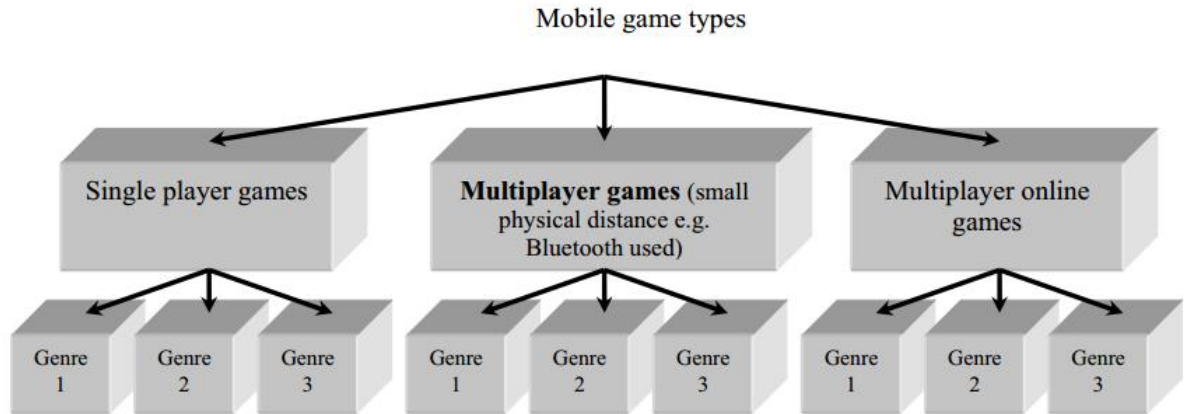 Mobile game types
Single player games
Multiplayer games (small
physical distance e.g.
Bluetooth used)
Multiplayer online
games
Genre
1
Genre
2
Genre
3
Genre
1
Genre
2
Genre
3
Genre
1
Genre
2
Genre
3